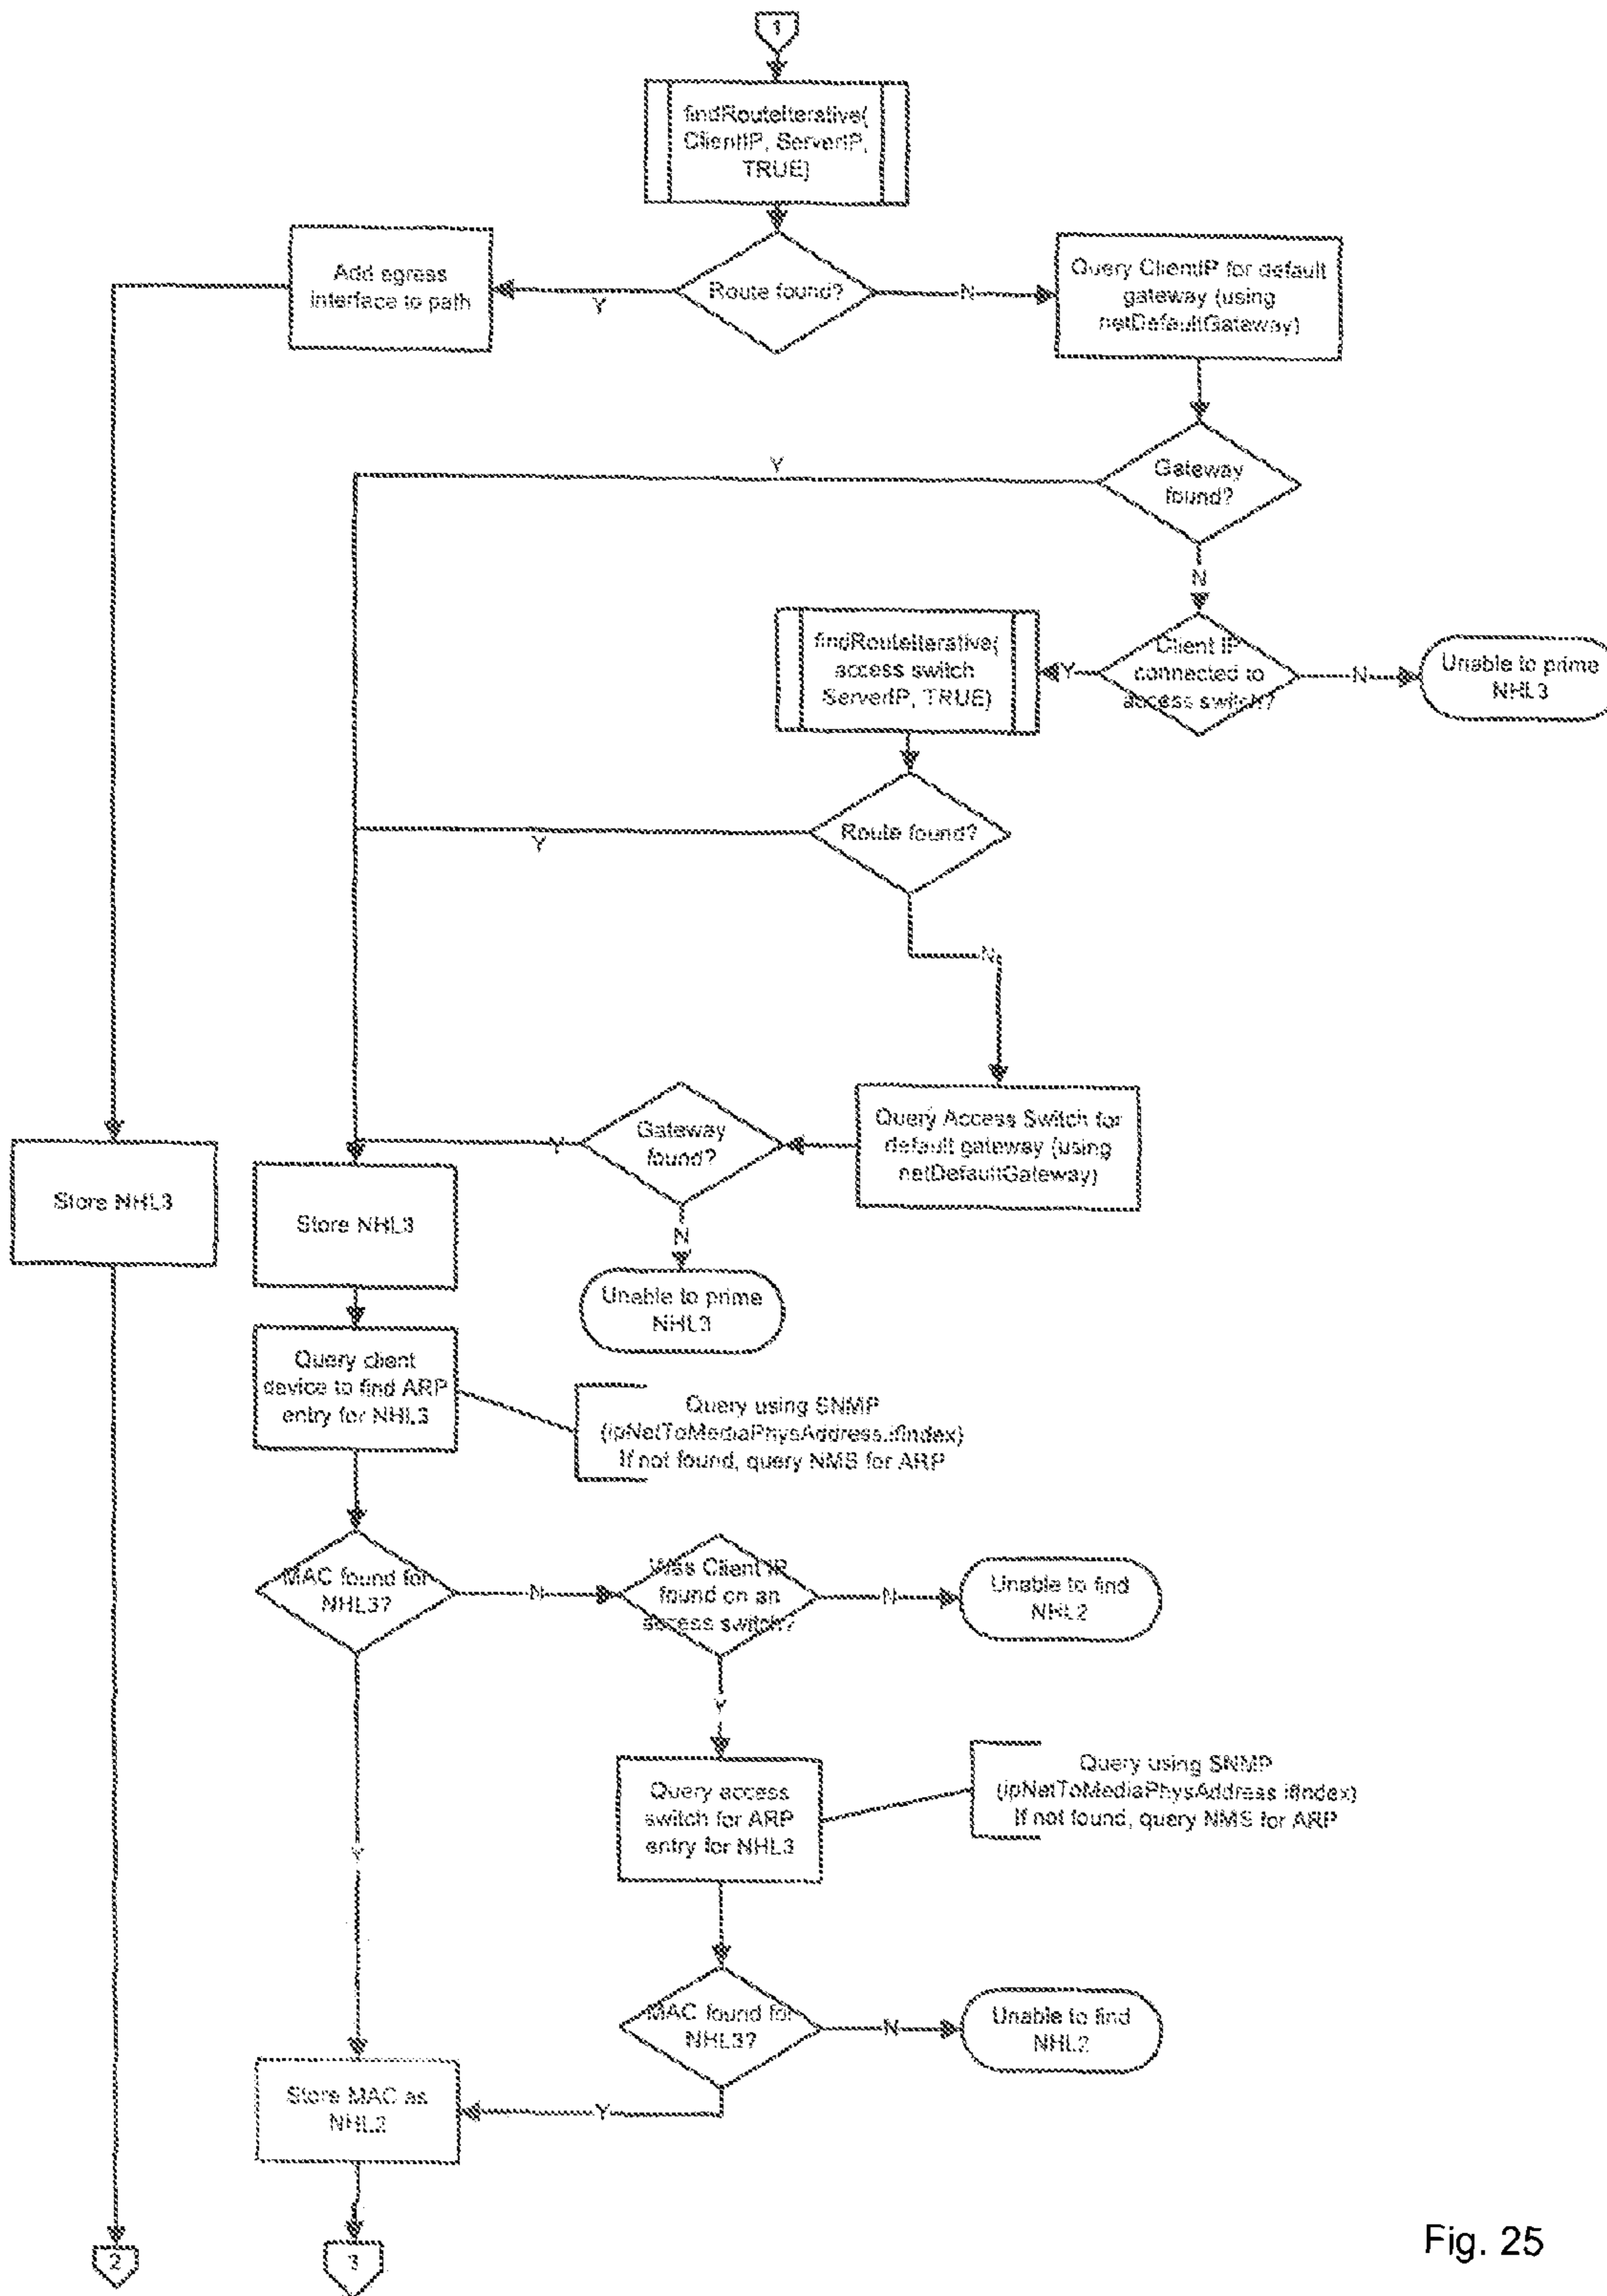 1
findRouteIterative(
ClientIP, ServerIP,
TRUE)
Add egress
interface to path
Y
Route found?
N
Query ClientIP for default
gateway (using
netDefaultGateway)
Y
Gateway
found?
N
findRouteIterative(
access switch
ServerIP, TRUE)
Y
Client IP
connected to
access switch?
N
Unable to prime
NHL3
Y
Route found?
N
Store NHL3
Store NHL3
Y
Gateway
found?
Query Access Switch for
default gateway (using
netDefaultGateway)
N
Unable to prime
NHL3
Query client
device to find ARP
entry for NHL3
Query using SNMP
(ipNetToMediaPhysAddress.ifIndex)
If not found, query NMS for ARP
MAC found for
NHL3?
N
Was Client IP
found on an
access switch?
N
Unable to find
NHL2
Y
Y
Query access
switch for ARP
entry for NHL3
Query using SNMP
(ipNetToMediaPhysAddress.ifIndex)
If not found, query NMS for ARP
MAC found for
NHL3?
N
Unable to find
NHL2
Store MAC as
NHL2
Y
2
3
Fig. 25